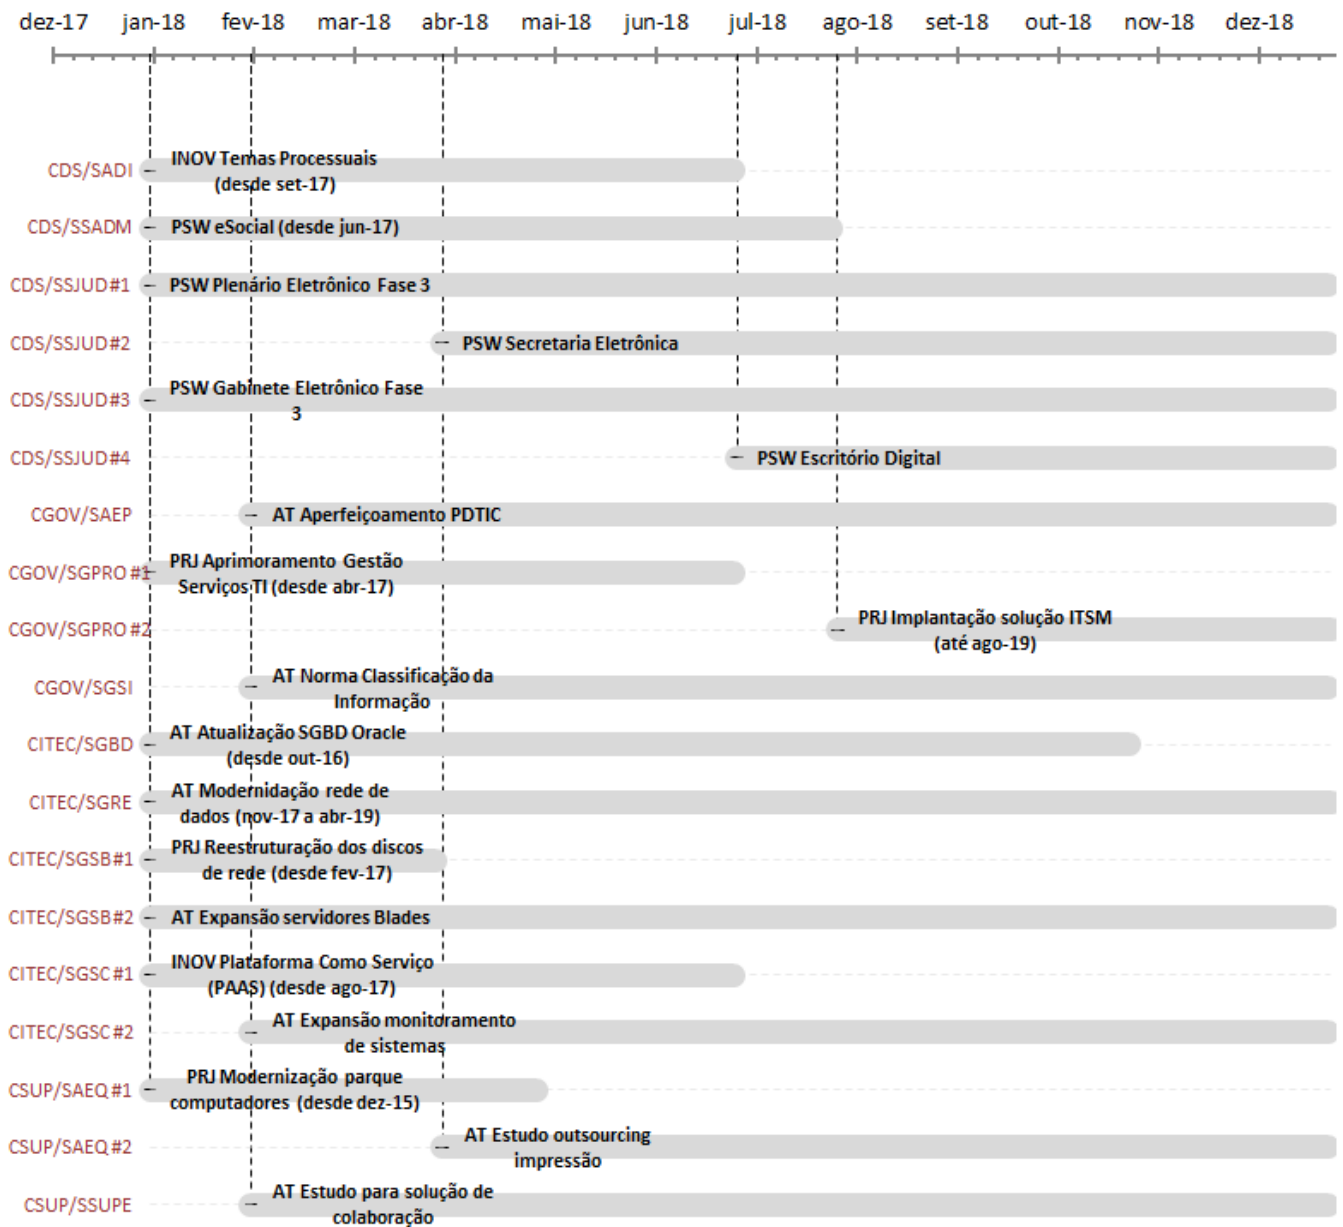 dez-17 jan-18 fev-18 mar-18 abr-18 mai-18 jun-18 jul-18 ago-18 set-18 out-18 nov-18 dez-18
CDS/SADI INOV Temas Processuais
(desde set-17)
CDS/SSADM PSW eSocial (desde jun-17)
CDS/SSJUD#1 PSW Plenário Eletrônico Fase 3
CDS/SSJUD#2 PSW Secretaria Eletrônica
CDS/SSJUD#3 PSW Gabinete Eletrônico Fase
3
CDS/SSJUD#4 PSW Escritório Digital
CGOV/SAEP AT Aperfeiçoamento PDTIC
CGOV/SGPRO#1 PRJ Aprimoramento Gestão
Serviços TI (desde abr-17)
CGOV/SGPRO#2 PRJ Implantação solução ITSM
(até ago-19)
CGOV/SGSI AT Norma Classificação da
Informação
CITEC/SGBD AT Atualização SGBD Oracle
(desde out-16)
CITEC/SGRE AT Modernidação rede de
dados (nov-17 a abr-19)
CITEC/SGSB#1 PRJ Reestruturação dos discos
de rede (desde fev-17)
CITEC/SGSB#2 AT Expansão servidores Blades
CITEC/SGSC#1 INOV Plataforma Como Serviço
(PAAS) (desde ago-17)
CITEC/SGSC#2 AT Expansão monitoramento
de sistemas
CSUP/SAEQ#1 PRJ Modernização parque
computadores (desde dez-15)
CSUP/SAEQ#2 AT Estudo outsourcing
impressão
CSUP/SSUPE AT Estudo para solução de
colaboração